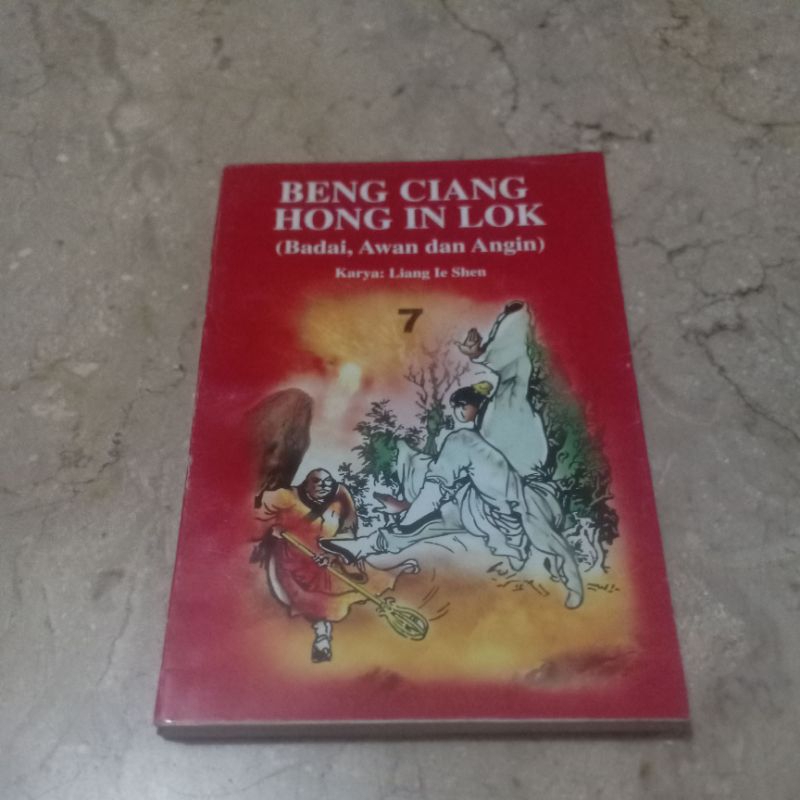 BENG CIANG
HONG IN LOK
(Badai, Awan dan Angin)
Karya: Liang Ie Shen
7